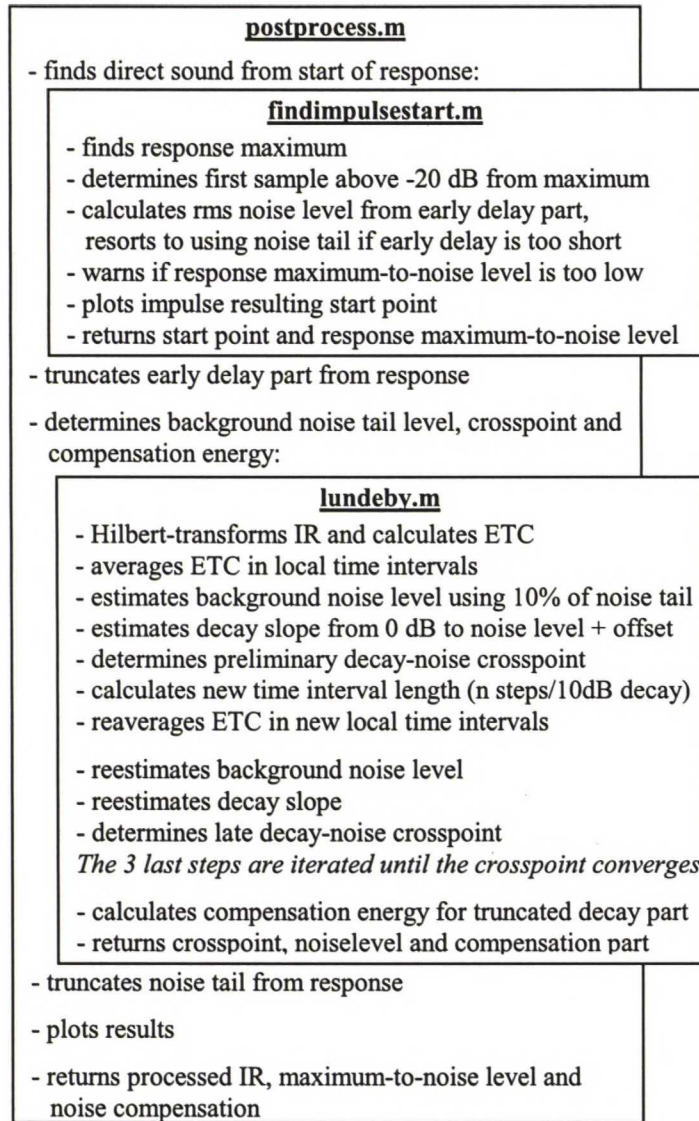 postprocess.m
- finds direct sound from start of response:
findimpulsestart.m
- finds response maximum
- determines first sample above -20 dB from maximum
- calculates rms noise level from early delay part,
resorts to using noise tail if early delay is too short
- warns if response maximum-to-noise level is too low
- plots impulse resulting start point
- returns start point and response maximum-to-noise level
- truncates early delay part from response
- determines background noise tail level, crosspoint and
compensation energy:
lundeby.m
- Hilbert-transforms IR and calculates ETC
- averages ETC in local time intervals
- estimates background noise level using 10% of noise tail
- estimates decay slope from 0 dB to noise level + offset
- determines preliminary decay-noise crosspoint
- calculates new time interval length (n steps/10dB decay)
- reaverages ETC in new local time intervals
- reestimates background noise level
- reestimates decay slope
- determines late decay-noise crosspoint
The 3 last steps are iterated until the crosspoint converges
- calculates compensation energy for truncated decay part
- returns crosspoint, noiselevel and compensation part
- truncates noise tail from response
- plots results
- returns processed IR, maximum-to-noise level and
noise compensation